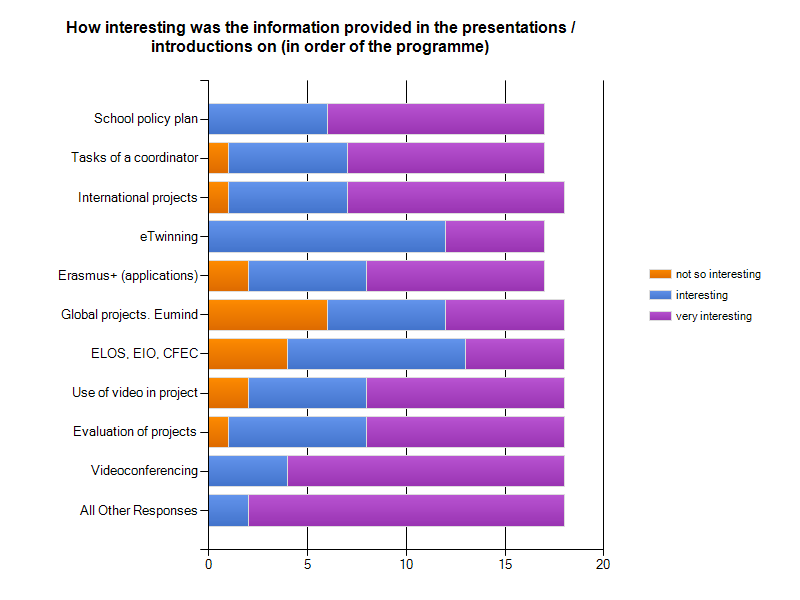 How interesting was the information provided in the presentations /
introductions on (in order of the programme)
School policy plan
Tasks of a coordinator
International projects
eTwinning
Erasmus+ (applications)
Global projects. Eumind
ELOS, EIO, CFEC
Use of video in project
Evaluation of projects
Videoconferencing
All Other Responses
0 5 10 15 20
not so interesting
interesting
very interesting